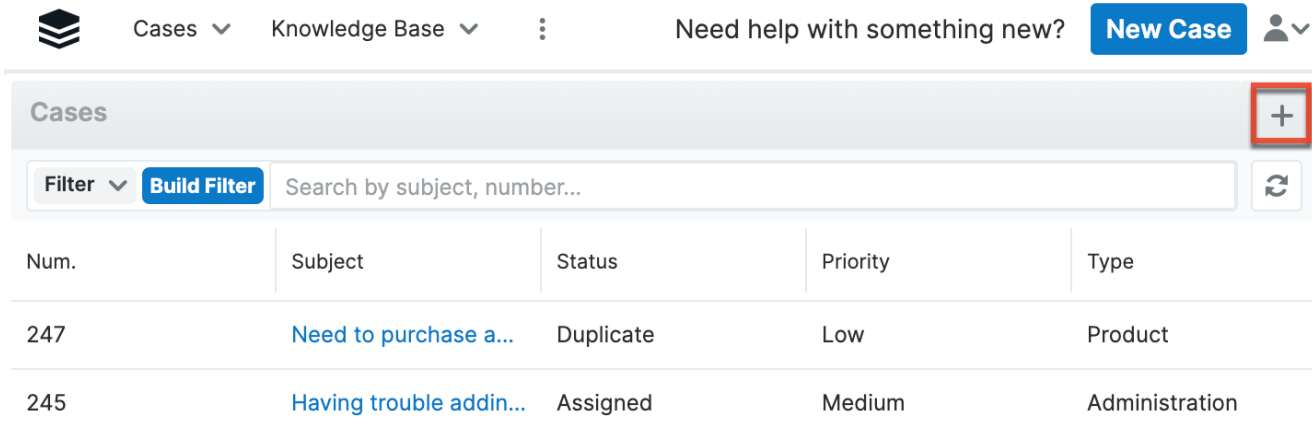 Cases Knowledge Base Need help with something new? New Case
Cases
Filter Build Filter Search by subject, number...
Num. Subject Status Priority Type
247 Need to purchase a... Duplicate Low Product
245 Having trouble addin... Assigned Medium Administration